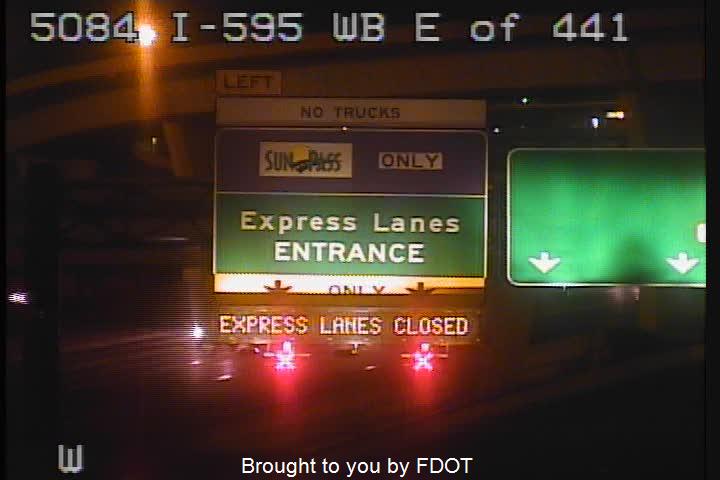 5084 I-595 WB E of 441
LEFT
NO TRUCKS
SUNPASS ONLY
Express Lanes
ENTRANCE
ONLY
EXPRESS LANES CLOSED
W
Brought to you by FDOT